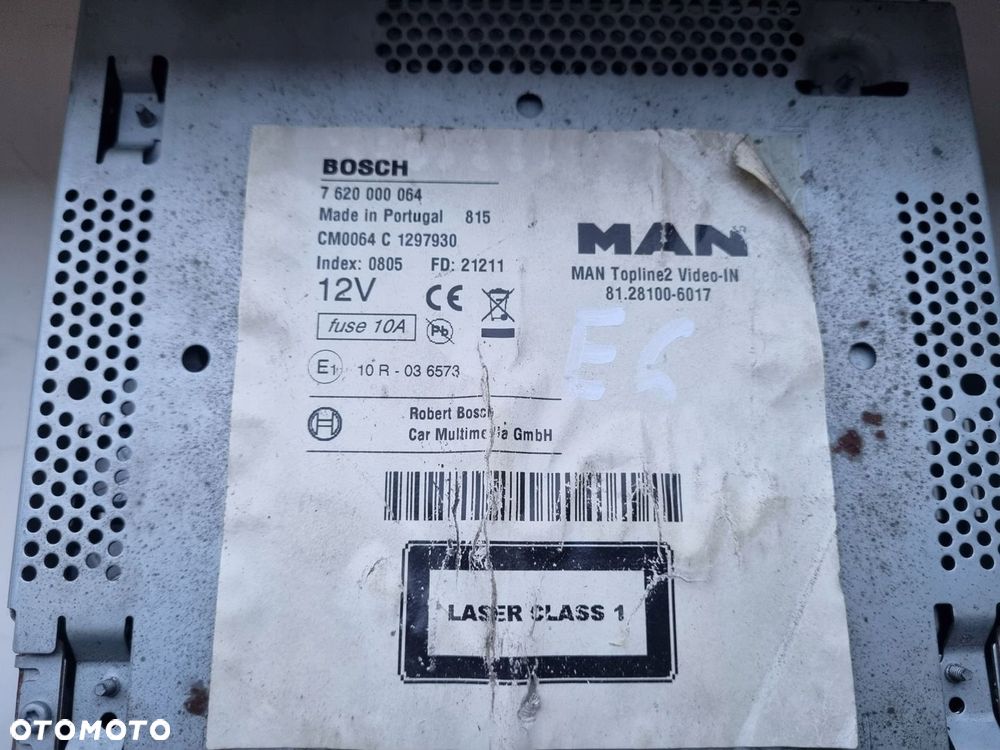 BOSCH
7 620 000 064
Made in Portugal 815
CM0064 C 1297930
Index: 0805 FD: 21211
12V
fuse 10A
Pb
E1 10 R - 03 6573
Robert Bosch
Car Multimedia GmbH
MAN
MAN Topline2 Video-IN
81.28100-6017
E6
LASER CLASS 1
OTOMOTO